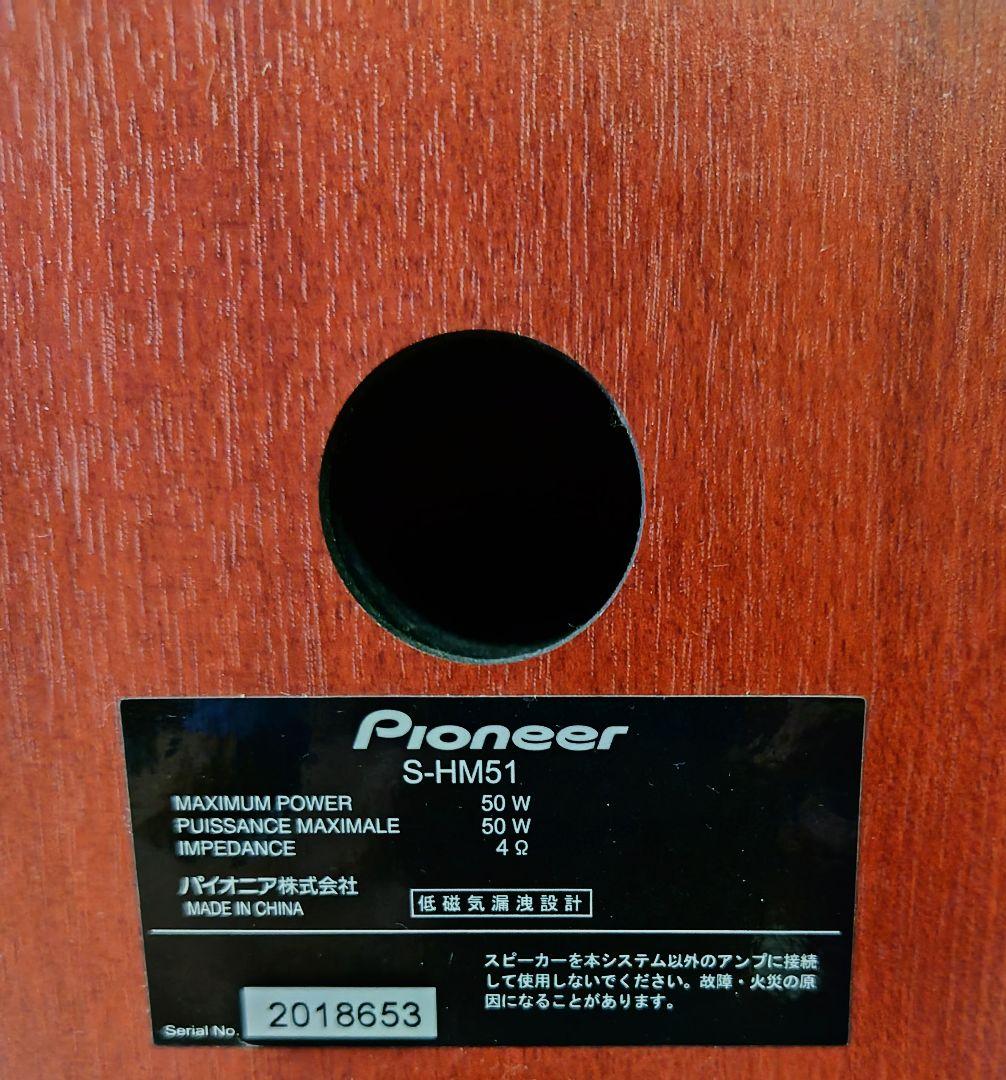 Pioneer
S-HM51
MAXIMUM POWER 50 W
PUISSANCE MAXIMALE 50 W
IMPEDANCE 4 Ω
パイオニア株式会社
MADE IN CHINA
低磁気漏洩設計
スピーカーを本システム以外のアンプに接続
して使用しないでください。故障・火災の原
因になることがあります。
Serial No. 2018653